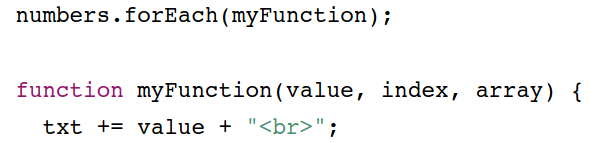 numbers.forEach(myFunction);
function myFunction(value, index, array) {
txt += value + "<br>";